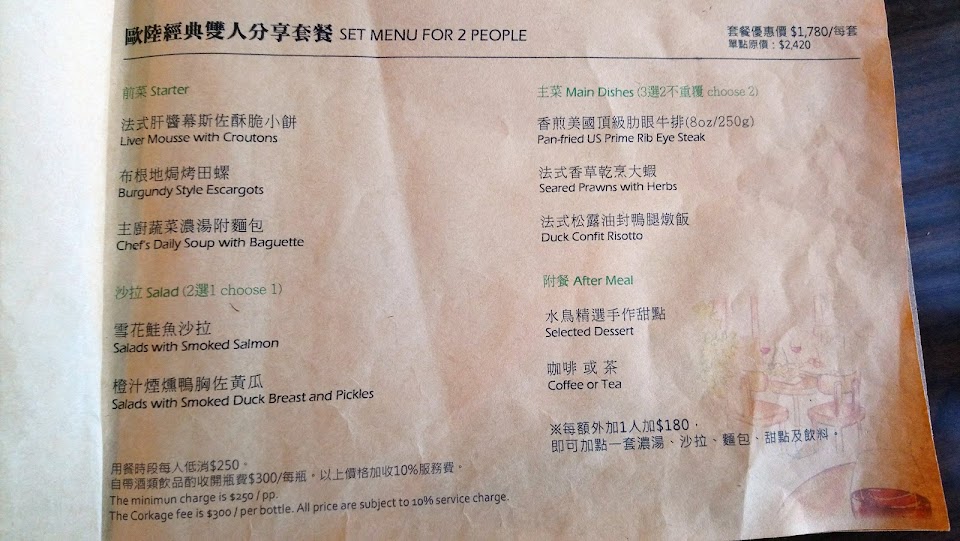 歐陸經典雙人分享套餐 SET MENU FOR 2 PEOPLE
套餐優惠價 $1,780/每套
單點原價：$2,420
前菜 Starter
法式肝醬幕斯佐酥脆小餅
Liver Mousse with Croutons
布根地焗烤田螺
Burgundy Style Escargots
主廚蔬菜濃湯附麵包
Chef's Daily Soup with Baguette
沙拉 Salad (2選1 choose 1)
雪花鮭魚沙拉
Salads with Smoked Salmon
橙汁煙燻鴨胸佐黃瓜
Salads with Smoked Duck Breast and Pickles
主菜 Main Dishes (3選2不重覆 choose 2)
香煎美國頂級肋眼牛排(8oz/250g)
Pan-fried US Prime Rib Eye Steak
法式香草乾烹大蝦
Seared Prawns with Herbs
法式松露油封鴨腿燉飯
Duck Confit Risotto
附餐 After Meal
水鳥精選手作甜點
Selected Dessert
咖啡 或 茶
Coffee or Tea
※每額外加1人加$180，
即可加點一套濃湯、沙拉、麵包、甜點及飲料。
用餐時段每人低消$250。
自帶酒類飲品酌收開瓶費$300/每瓶，以上價格加收10%服務費。
The minimun charge is $250 / pp.
The Corkage fee is $300 / per bottle. All price are subject to 10% service charge.